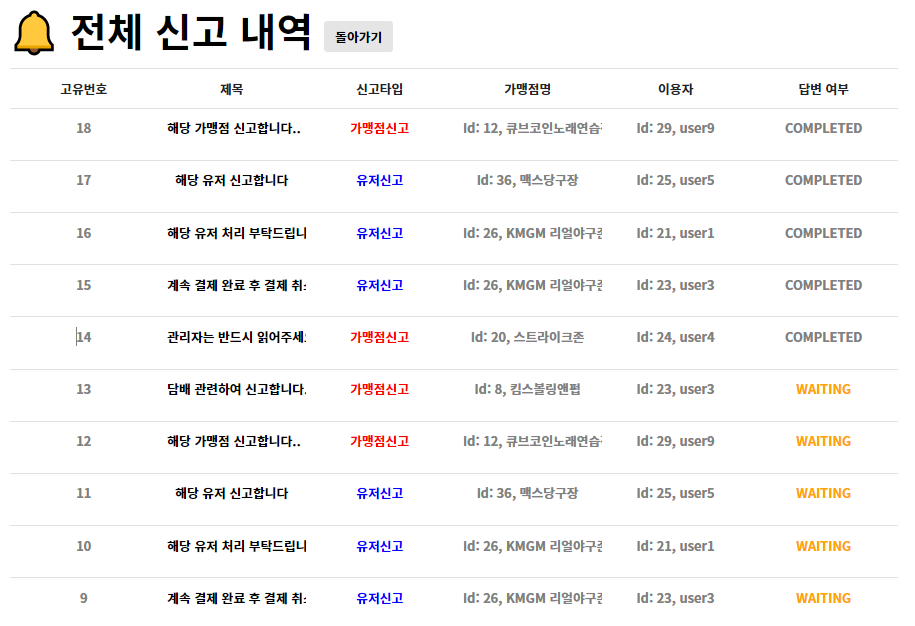 전체 신고 내역 돌아가기
고유번호 제목 신고타입 가맹점명 이용자 답변 여부
18 해당 가맹점 신고합니다.. 가맹점신고 Id: 12, 큐브코인노래연습 Id: 29, user9 COMPLETED
17 해당 유저 신고합니다 유저신고 Id: 36, 맥스당구장 Id: 25, user5 COMPLETED
16 해당 유저 처리 부탁드립니 유저신고 Id: 26, KMGM 리얼야구존 Id: 21, user1 COMPLETED
15 계속 결제 완료 후 결제 취 유저신고 Id: 26, KMGM 리얼야구존 Id: 23, user3 COMPLETED
14 관리자는 반드시 읽어주세 가맹점신고 Id: 20, 스트라이크존 Id: 24, user4 COMPLETED
13 담배 관련하여 신고합니다. 가맹점신고 Id: 8, 킴스볼링앤펍 Id: 23, user3 WAITING
12 해당 가맹점 신고합니다.. 가맹점신고 Id: 12, 큐브코인노래연습 Id: 29, user9 WAITING
11 해당 유저 신고합니다 유저신고 Id: 36, 맥스당구장 Id: 25, user5 WAITING
10 해당 유저 처리 부탁드립니 유저신고 Id: 26, KMGM 리얼야구존 Id: 21, user1 WAITING
9 계속 결제 완료 후 결제 취 유저신고 Id: 26, KMGM 리얼야구존 Id: 23, user3 WAITING